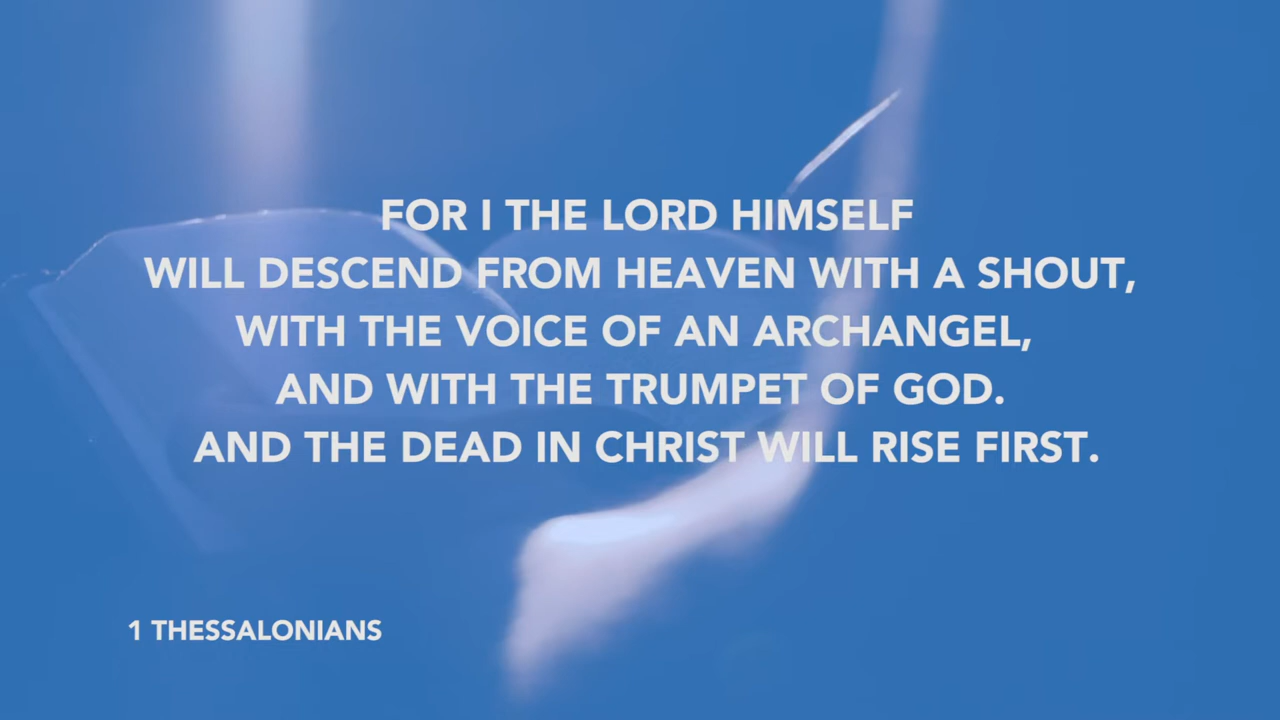 FOR I THE LORD HIMSELF
WILL DESCEND FROM HEAVEN WITH A SHOUT,
WITH THE VOICE OF AN ARCHANGEL,
AND WITH THE TRUMPET OF GOD.
AND THE DEAD IN CHRIST WILL RISE FIRST.
1 THESSALONIANS